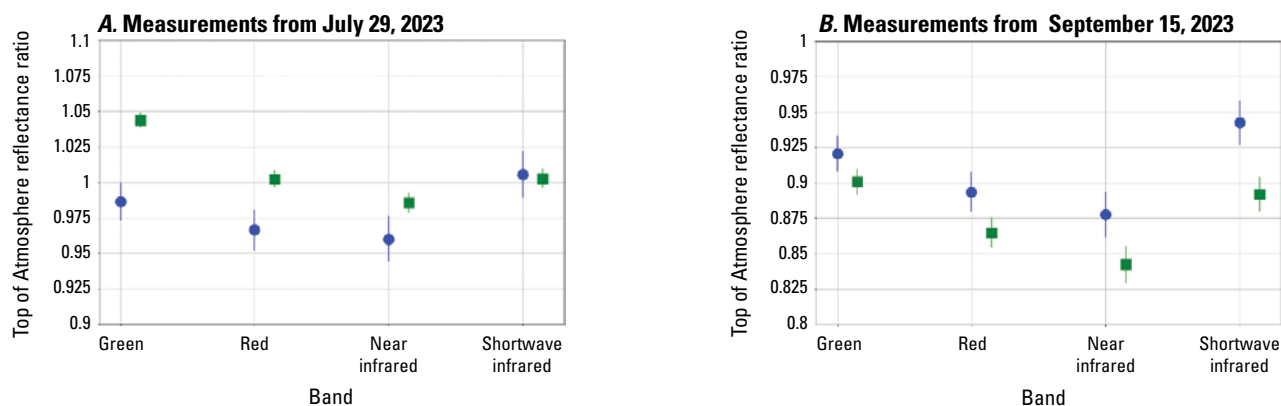 A. Measurements from July 29, 2023
1.1
1.075
1.05
1.025
1
0.975
0.95
0.925
0.9
Top of Atmosphere reflectance ratio
Green
Red
Near
infrared
Shortwave
infrared
Band
B. Measurements from September 15, 2023
1
0.975
0.95
0.925
0.9
0.875
0.85
0.825
0.8
Top of Atmosphere reflectance ratio
Green
Red
Near
infrared
Shortwave
infrared
Band